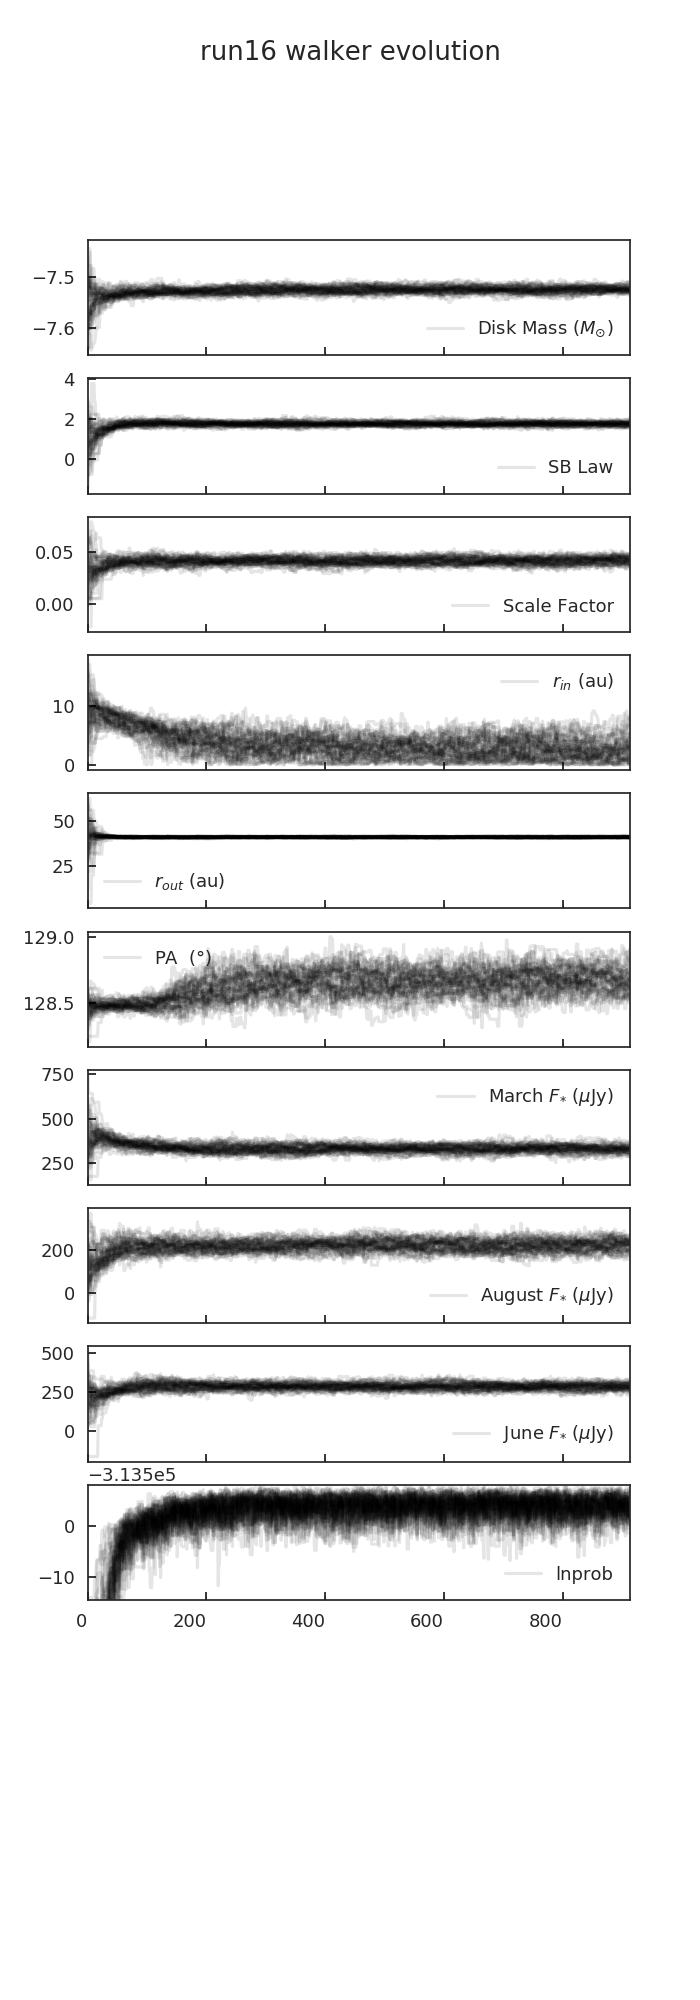 run16 walker evolution
−7.5
−7.6
Disk Mass (M☉)
4
2
0
SB Law
0.05
0.00
Scale Factor
10
0
r_in (au)
50
25
r_out (au)
129.0
128.5
PA (°)
750
500
250
March F_* (μJy)
200
0
August F_* (μJy)
500
250
0
June F_* (μJy)
−3.135e5
0
−10
lnprob
0 200 400 600 800